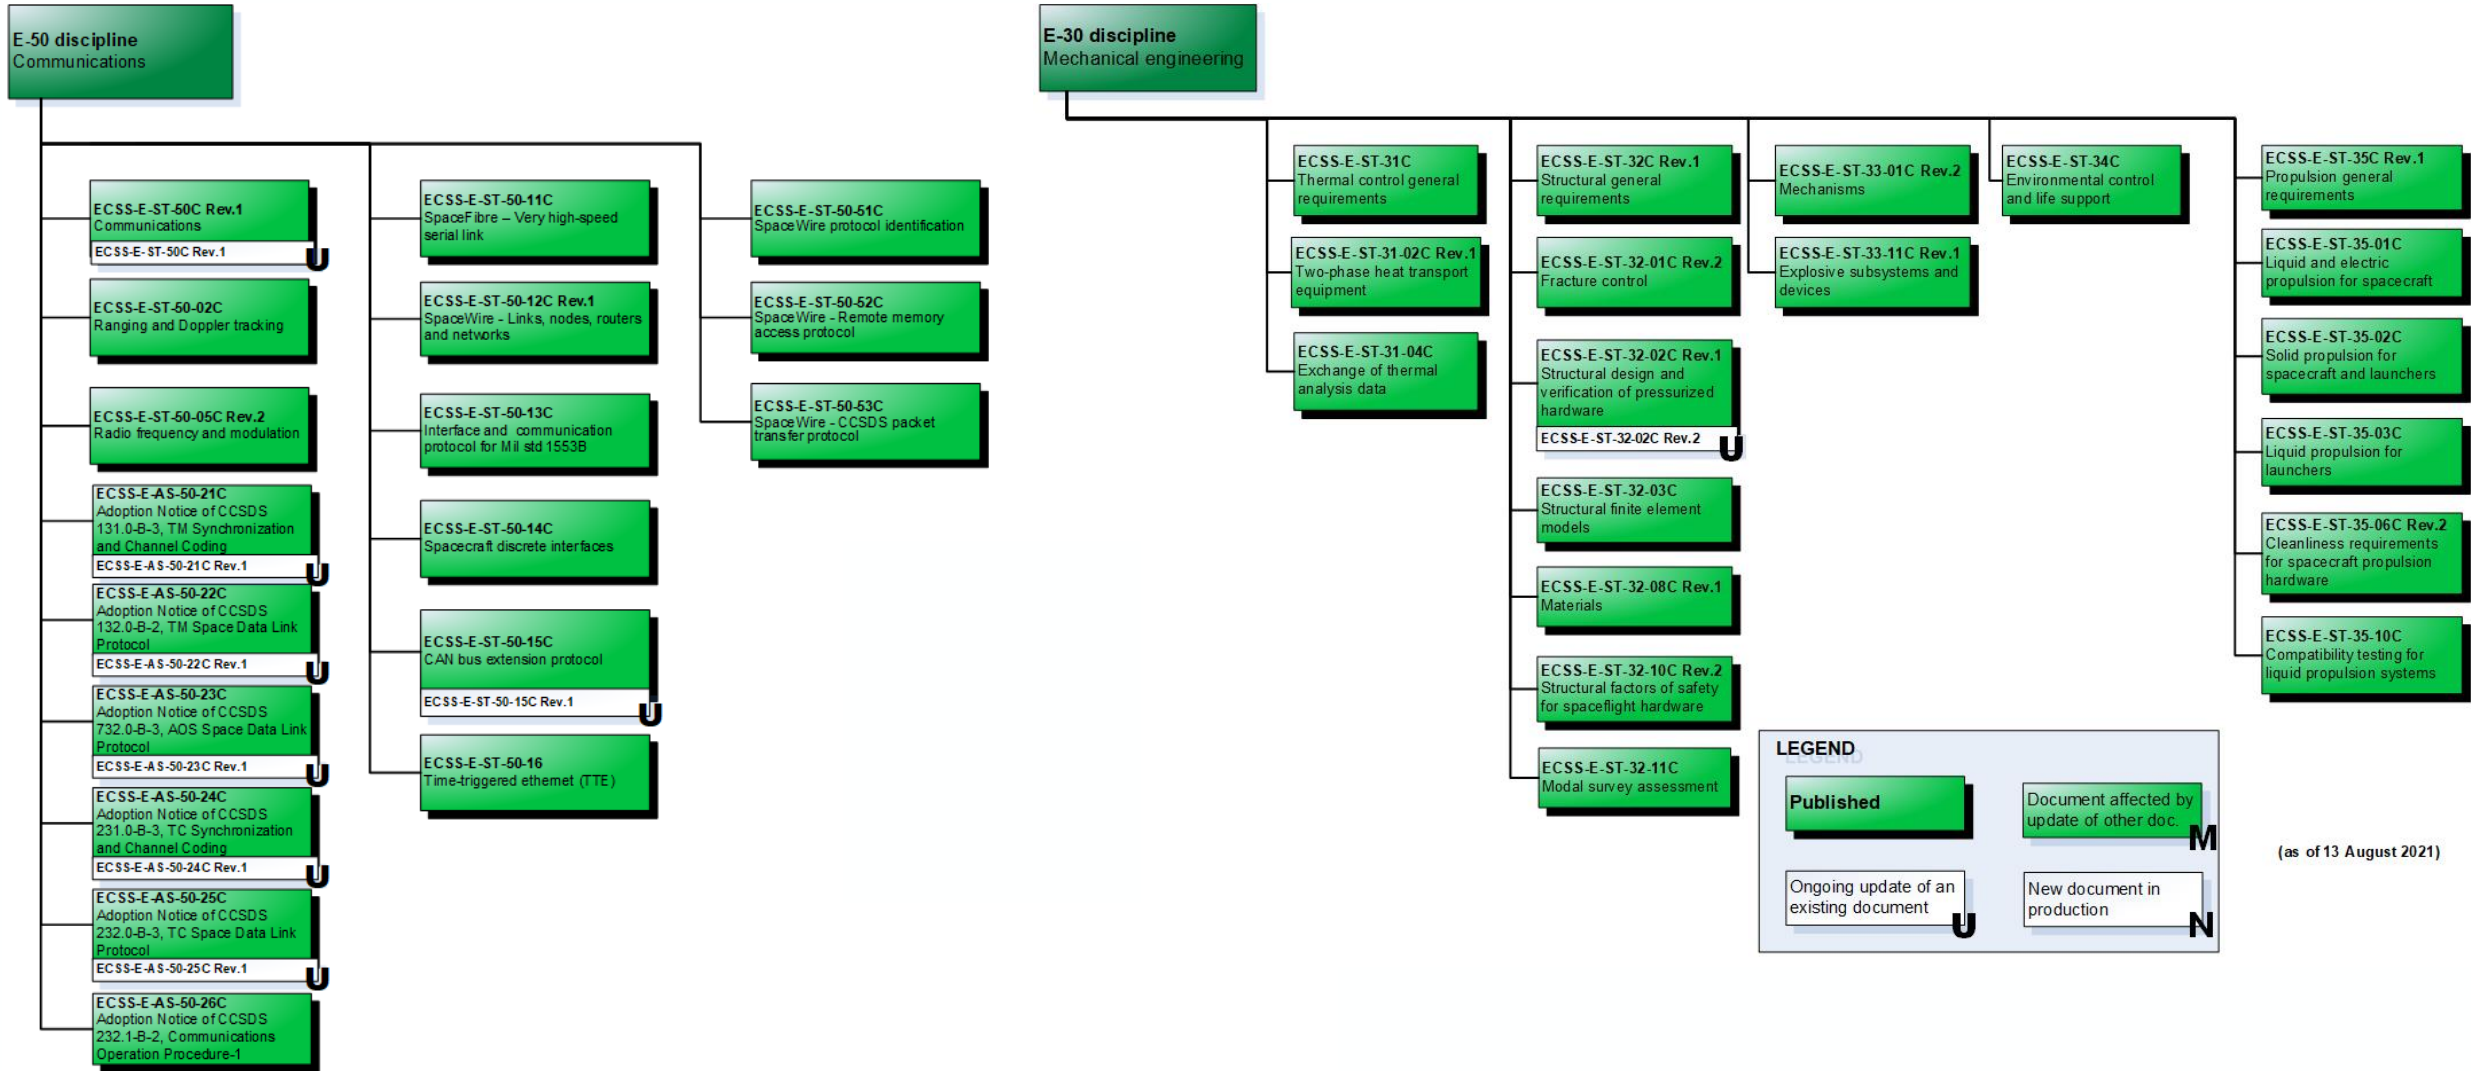 E-50 discipline
Communications
ECSS-E-ST-50C Rev.1
Communications
ECSS-E-ST-50C Rev.1
U
ECSS-E-ST-50-02C
Ranging and Doppler tracking
ECSS-E-ST-50-05C Rev.2
Radio frequency and modulation
ECSS-E-AS-50-21C
Adoption Notice of CCSDS
131.0-B-3, TM Synchronization
and Channel Coding
ECSS-E-AS-50-21C Rev.1
U
ECSS-E-AS-50-22C
Adoption Notice of CCSDS
132.0-B-2, TM Space Data Link
Protocol
ECSS-E-AS-50-22C Rev.1
U
ECSS-E-AS-50-23C
Adoption Notice of CCSDS
732.0-B-3, AOS Space Data Link
Protocol
ECSS-E-AS-50-23C Rev.1
U
ECSS-E-AS-50-24C
Adoption Notice of CCSDS
231.0-B-3, TC Synchronization
and Channel Coding
ECSS-E-AS-50-24C Rev.1
U
ECSS-E-AS-50-25C
Adoption Notice of CCSDS
232.0-B-3, TC Space Data Link
Protocol
ECSS-E-AS-50-25C Rev.1
U
ECSS-E-AS-50-26C
Adoption Notice of CCSDS
232.1-B-2, Communications
Operation Procedure-1
ECSS-E-ST-50-11C
SpaceFibre – Very high-speed
serial link
ECSS-E-ST-50-12C Rev.1
SpaceWire - Links, nodes, routers
and networks
ECSS-E-ST-50-13C
Interface and communication
protocol for Mil std 1553B
ECSS-E-ST-50-14C
Spacecraft discrete interfaces
ECSS-E-ST-50-15C
CAN bus extension protocol
ECSS-E-ST-50-15C Rev.1
U
ECSS-E-ST-50-16
Time-triggered ethernet (TTE)
ECSS-E-ST-50-51C
SpaceWire protocol identification
ECSS-E-ST-50-52C
SpaceWire - Remote memory
access protocol
ECSS-E-ST-50-53C
SpaceWire - CCSDS packet
transfer protocol
E-30 discipline
Mechanical engineering
ECSS-E-ST-31C
Thermal control general
requirements
ECSS-E-ST-31-02C Rev.1
Two-phase heat transport
equipment
ECSS-E-ST-31-04C
Exchange of thermal
analysis data
ECSS-E-ST-32C Rev.1
Structural general
requirements
ECSS-E-ST-32-01C Rev.2
Fracture control
ECSS-E-ST-32-02C Rev.1
Structural design and
verification of pressurized
hardware
ECSS-E-ST-32-02C Rev.2
U
ECSS-E-ST-32-03C
Structural finite element
models
ECSS-E-ST-32-08C Rev.1
Materials
ECSS-E-ST-32-10C Rev.2
Structural factors of safety
for spaceflight hardware
ECSS-E-ST-32-11C
Modal survey assessment
ECSS-E-ST-33-01C Rev.2
Mechanisms
ECSS-E-ST-33-11C Rev.1
Explosive subsystems and
devices
ECSS-E-ST-34C
Environmental control
and life support
ECSS-E-ST-35C Rev.1
Propulsion general
requirements
ECSS-E-ST-35-01C
Liquid and electric
propulsion for spacecraft
ECSS-E-ST-35-02C
Solid propulsion for
spacecraft and launchers
ECSS-E-ST-35-03C
Liquid propulsion for
launchers
ECSS-E-ST-35-06C Rev.2
Cleanliness requirements
for spacecraft propulsion
hardware
ECSS-E-ST-35-10C
Compatibility testing for
liquid propulsion systems
LEGEND
Published
Document affected by
update of other doc.
M
Ongoing update of an
existing document
U
New document in
production
N
(as of 13 August 2021)